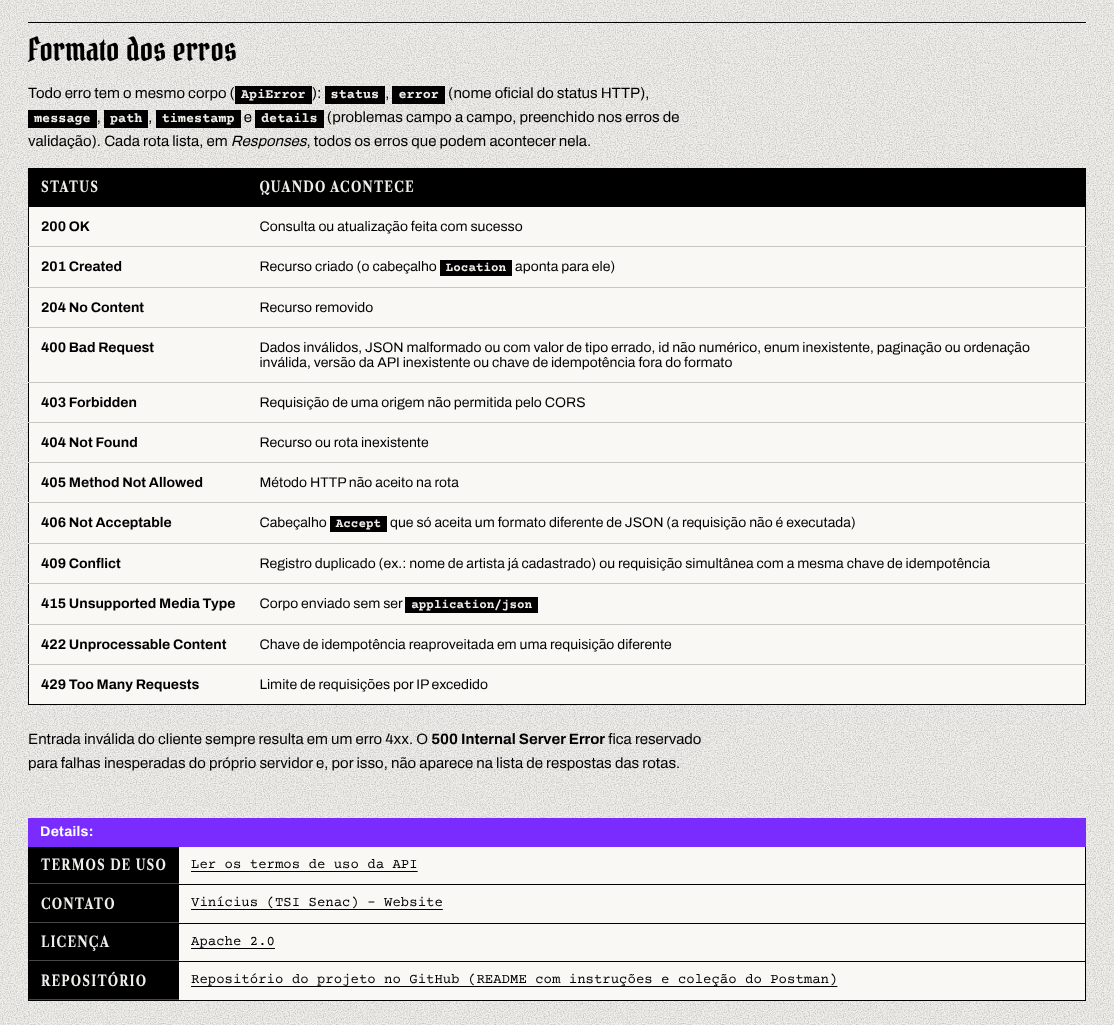 Formato dos erros
Todo erro tem o mesmo corpo (ApiError): status, error (nome oficial do status HTTP),
message, path, timestamp e details (problemas campo a campo, preenchido nos erros de
validação). Cada rota lista, em Responses, todos os erros que podem acontecer nela.
STATUS QUANDO ACONTECE
200 OK Consulta ou atualização feita com sucesso
201 Created Recurso criado (o cabeçalho Location aponta para ele)
204 No Content Recurso removido
400 Bad Request Dados inválidos, JSON malformado ou com valor de tipo errado, id não numérico, enum inexistente, paginação ou ordenação
inválida, versão da API inexistente ou chave de idempotência fora do formato
403 Forbidden Requisição de uma origem não permitida pelo CORS
404 Not Found Recurso ou rota inexistente
405 Method Not Allowed Método HTTP não aceito na rota
406 Not Acceptable Cabeçalho Accept que só aceita um formato diferente de JSON (a requisição não é executada)
409 Conflict Registro duplicado (ex.: nome de artista já cadastrado) ou requisição simultânea com a mesma chave de idempotência
415 Unsupported Media Type Corpo enviado sem ser application/json
422 Unprocessable Content Chave de idempotência reaproveitada em uma requisição diferente
429 Too Many Requests Limite de requisições por IP excedido
Entrada inválida do cliente sempre resulta em um erro 4xx. O 500 Internal Server Error fica reservado
para falhas inesperadas do próprio servidor e, por isso, não aparece na lista de respostas das rotas.
Details:
TERMOS DE USO Ler os termos de uso da API
CONTATO Vinícius (TSI Senac) – Website
LICENÇA Apache 2.0
REPOSITÓRIO Repositório do projeto no GitHub (README com instruções e coleção do Postman)